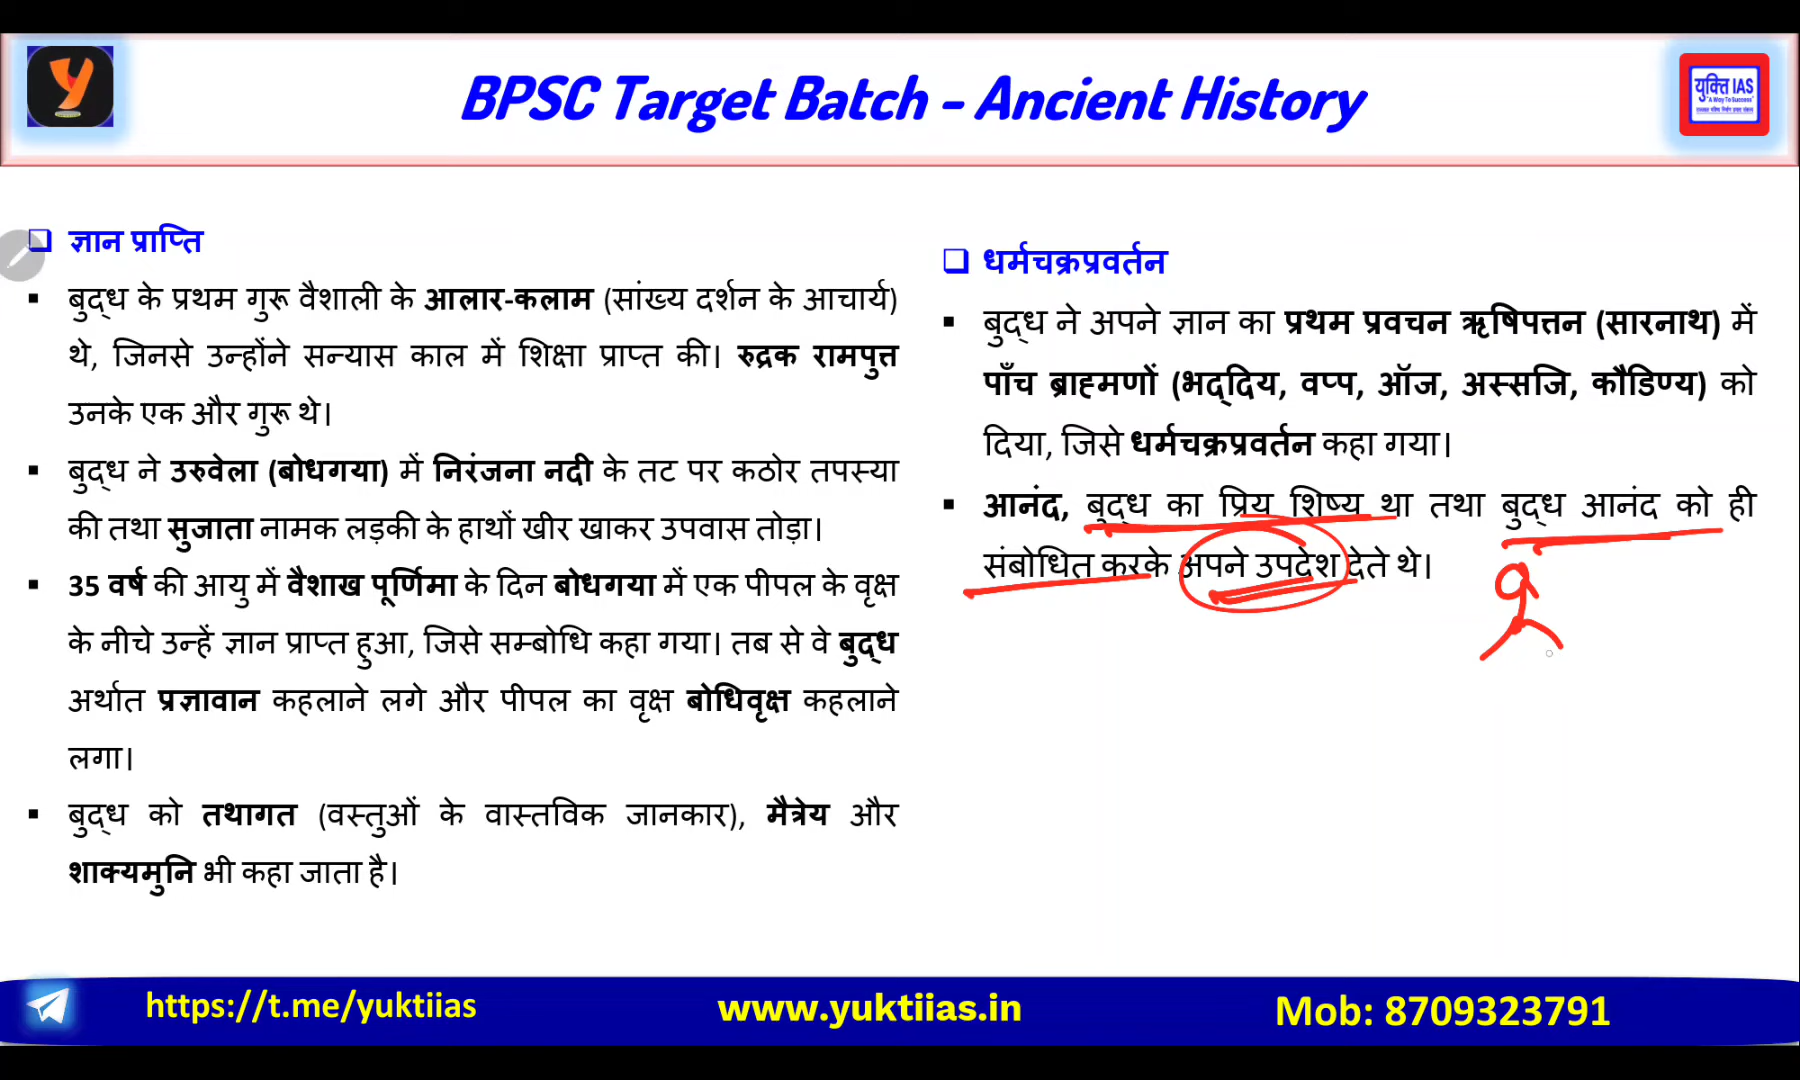 BPSC Target Batch - Ancient History
युक्ति IAS
"A Way To Success"
ज्ञान प्राप्ति
बुद्ध के प्रथम गुरू वैशाली के आलार-कलाम (सांख्य दर्शन के आचार्य)
थे, जिनसे उन्होंने सन्यास काल में शिक्षा प्राप्त की। रुद्रक रामपुत्त
उनके एक और गुरू थे।
बुद्ध ने उरुवेला (बोधगया) में निरंजना नदी के तट पर कठोर तपस्या
की तथा सुजाता नामक लड़की के हाथों खीर खाकर उपवास तोड़ा।
35 वर्ष की आयु में वैशाख पूर्णिमा के दिन बोधगया में एक पीपल के वृक्ष
के नीचे उन्हें ज्ञान प्राप्त हुआ, जिसे सम्बोधि कहा गया। तब से वे बुद्ध
अर्थात प्रज्ञावान कहलाने लगे और पीपल का वृक्ष बोधिवृक्ष कहलाने
लगा।
बुद्ध को तथागत (वस्तुओं के वास्तविक जानकार), मैत्रेय और
शाक्यमुनि भी कहा जाता है।
धर्मचक्रप्रवर्तन
बुद्ध ने अपने ज्ञान का प्रथम प्रवचन ऋषिपत्तन (सारनाथ) में
पाँच ब्राह्मणों (भद्दिय, वप्प, ऑज, अस्सजि, कौडिण्य) को
दिया, जिसे धर्मचक्रप्रवर्तन कहा गया।
आनंद, बुद्ध का प्रिय शिष्य था तथा बुद्ध आनंद को ही
संबोधित करके अपने उपदेश देते थे।
https://t.me/yuktiias
www.yuktiias.in
Mob: 8709323791